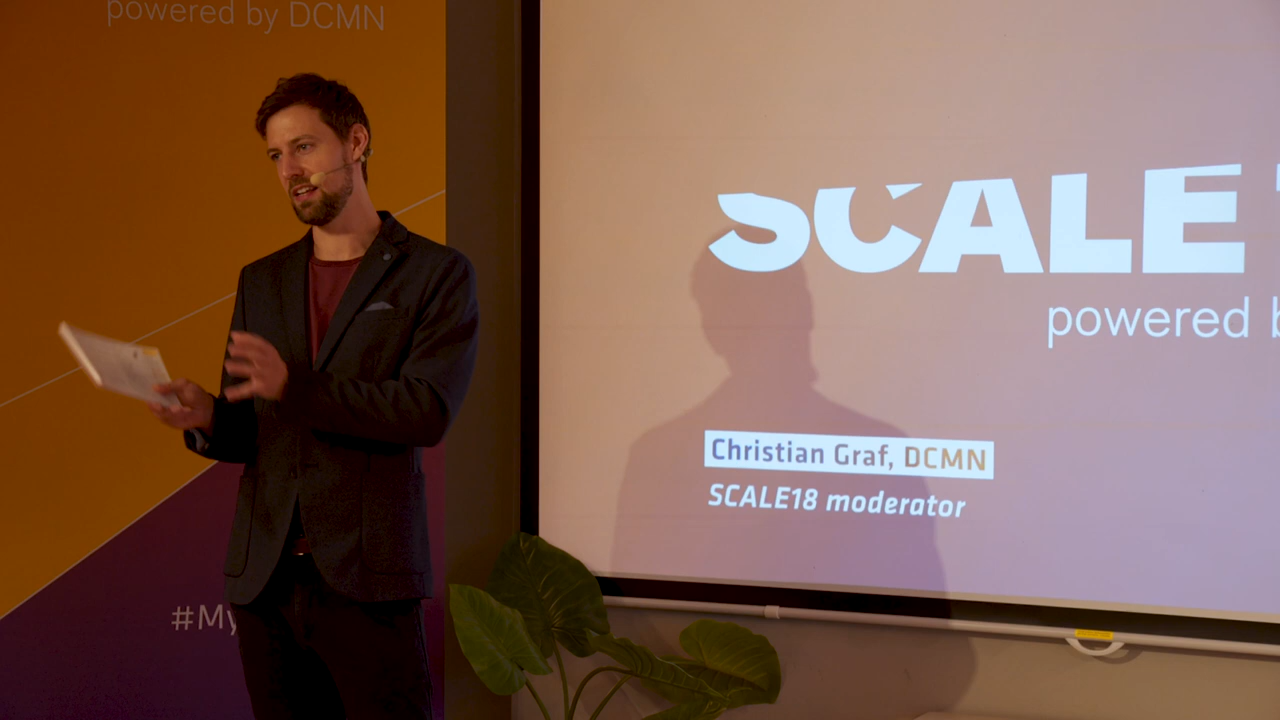 powered by DCMN
SCALE
powered b
Christian Graf, DCMN
SCALE18 moderator
#My